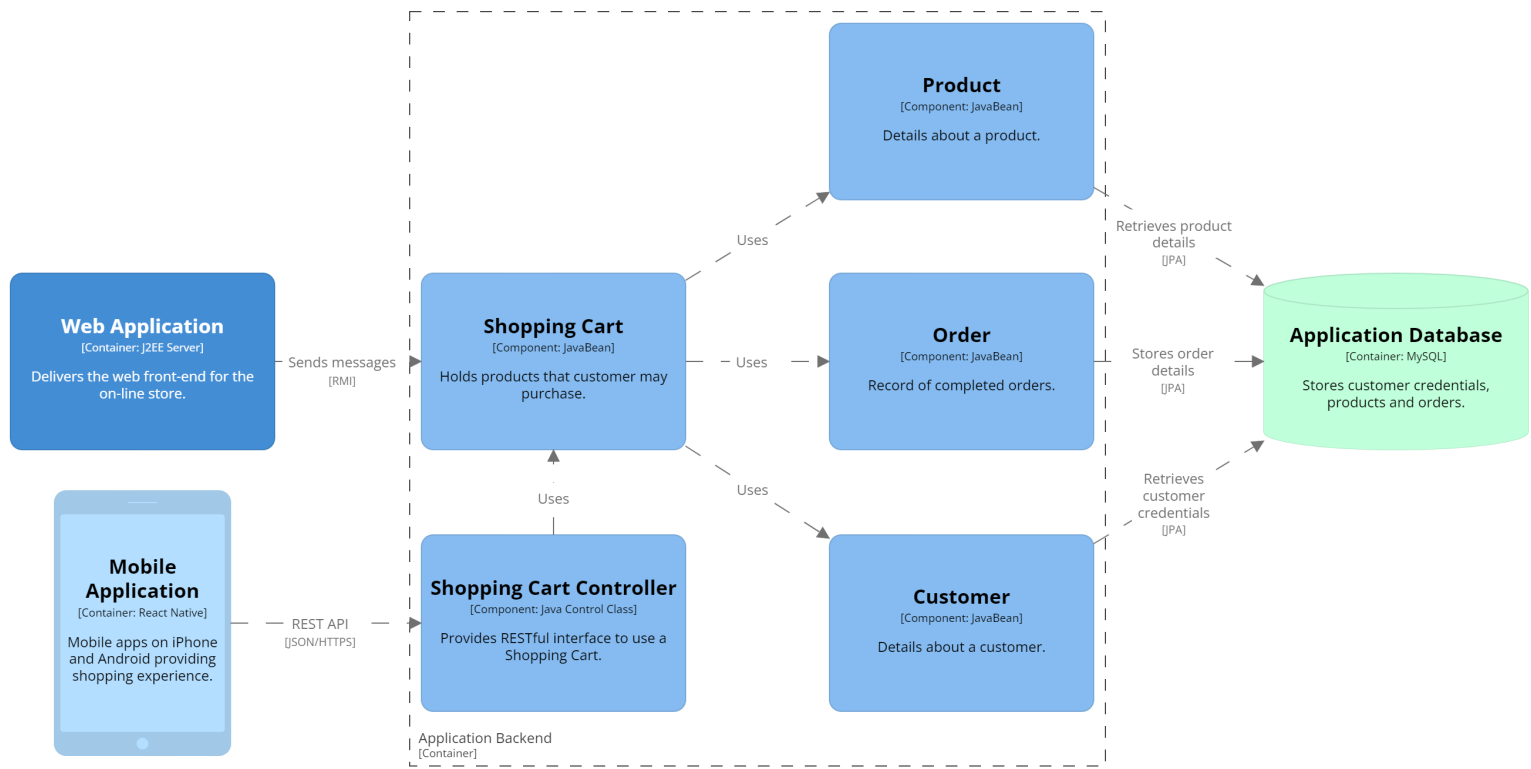 Product
[Component: JavaBean]
Details about a product.
Uses
Retrieves product
details
[JPA]
Web Application
[Container: J2EE Server]
Delivers the web front-end for the
on-line store.
Sends messages
[RMI]
Shopping Cart
[Component: JavaBean]
Holds products that customer may
purchase.
Uses
Order
[Component: JavaBean]
Record of completed orders.
Stores order
details
[JPA]
Application Database
[Container: MySQL]
Stores customer credentials,
products and orders.
Uses
Uses
Retrieves
customer
credentials
[JPA]
Mobile
Application
[Container: React Native]
Mobile apps on iPhone
and Android providing
shopping experience.
REST API
[JSON/HTTPS]
Shopping Cart Controller
[Component: Java Control Class]
Provides RESTful interface to use a
Shopping Cart.
Customer
[Component: JavaBean]
Details about a customer.
Application Backend
[Container]